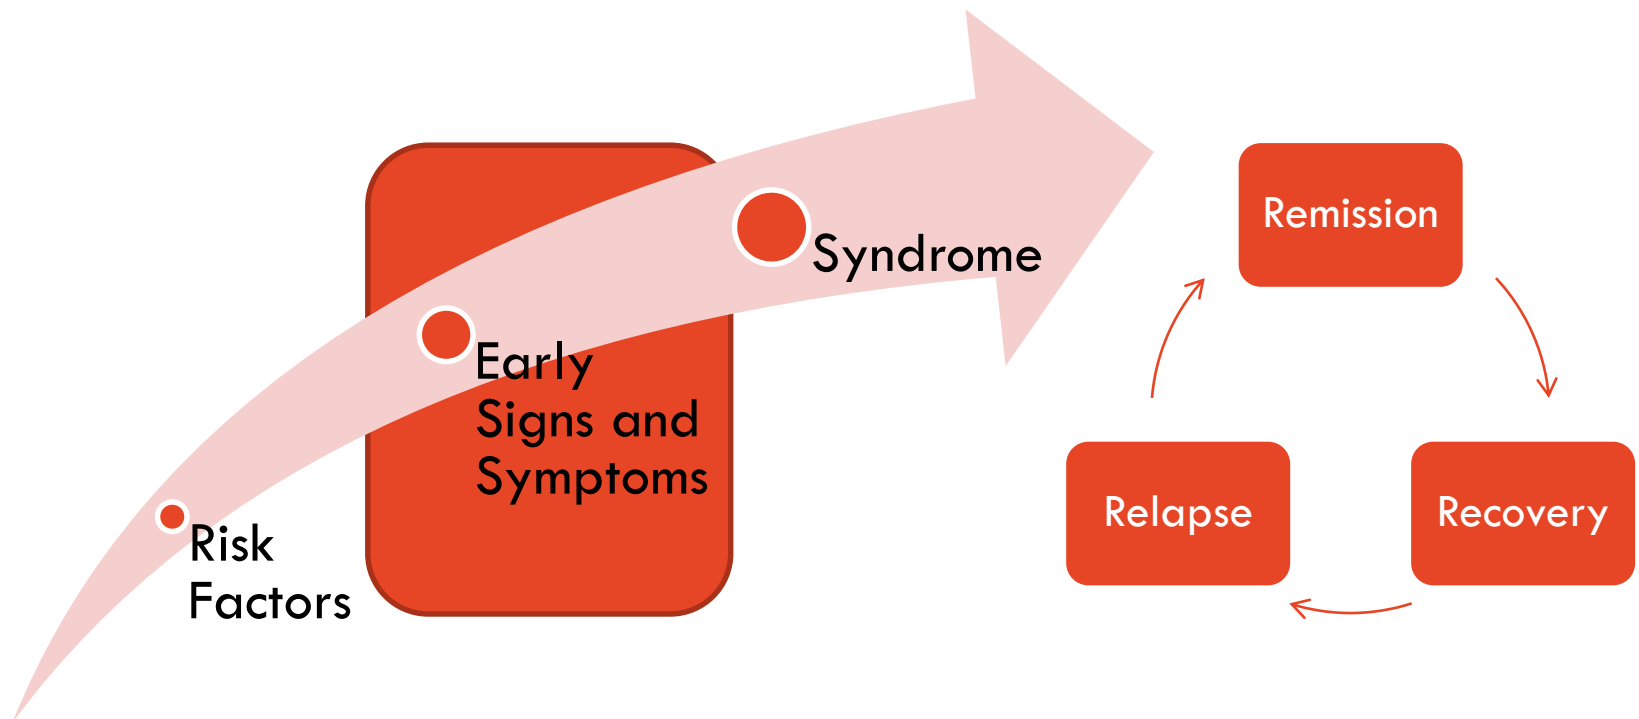 Risk
Factors
Early
Signs and
Symptoms
Syndrome
Remission
Recovery
Relapse